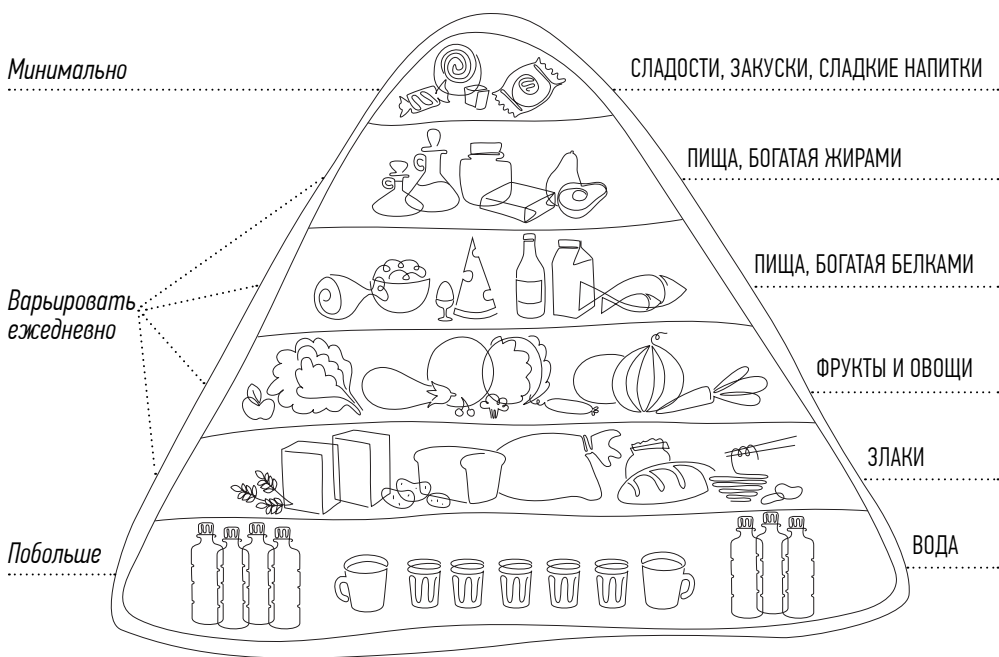 Минимально
СЛАДОСТИ, ЗАКУСКИ, СЛАДКИЕ НАПИТКИ
ПИЩА, БОГАТАЯ ЖИРАМИ
ПИЩА, БОГАТАЯ БЕЛКАМИ
Варьировать
ежедневно
ФРУКТЫ И ОВОЩИ
ЗЛАКИ
Побольше
ВОДА